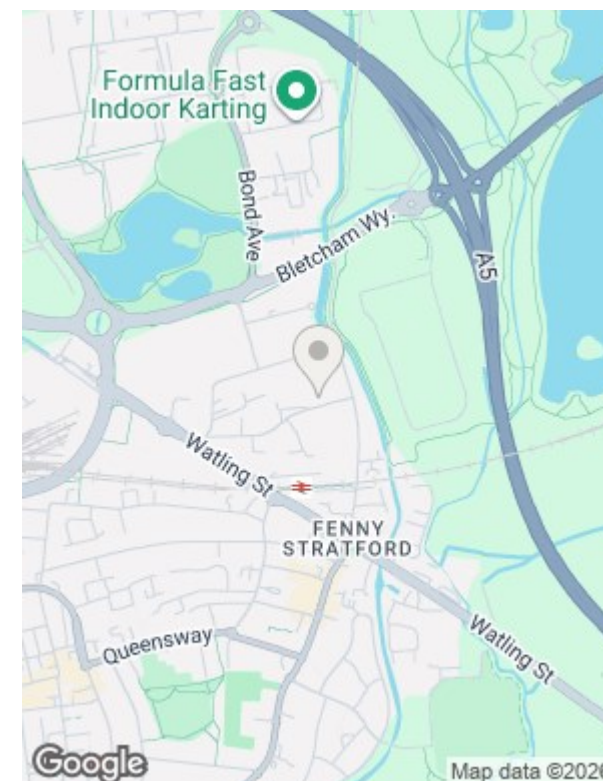 Formula Fast
Indoor Karting
Bond Ave
Bletcham Wy.
A5
Watling St
FENNY
STRATFORD
Queensway
Watling St
Google
Map data ©2026